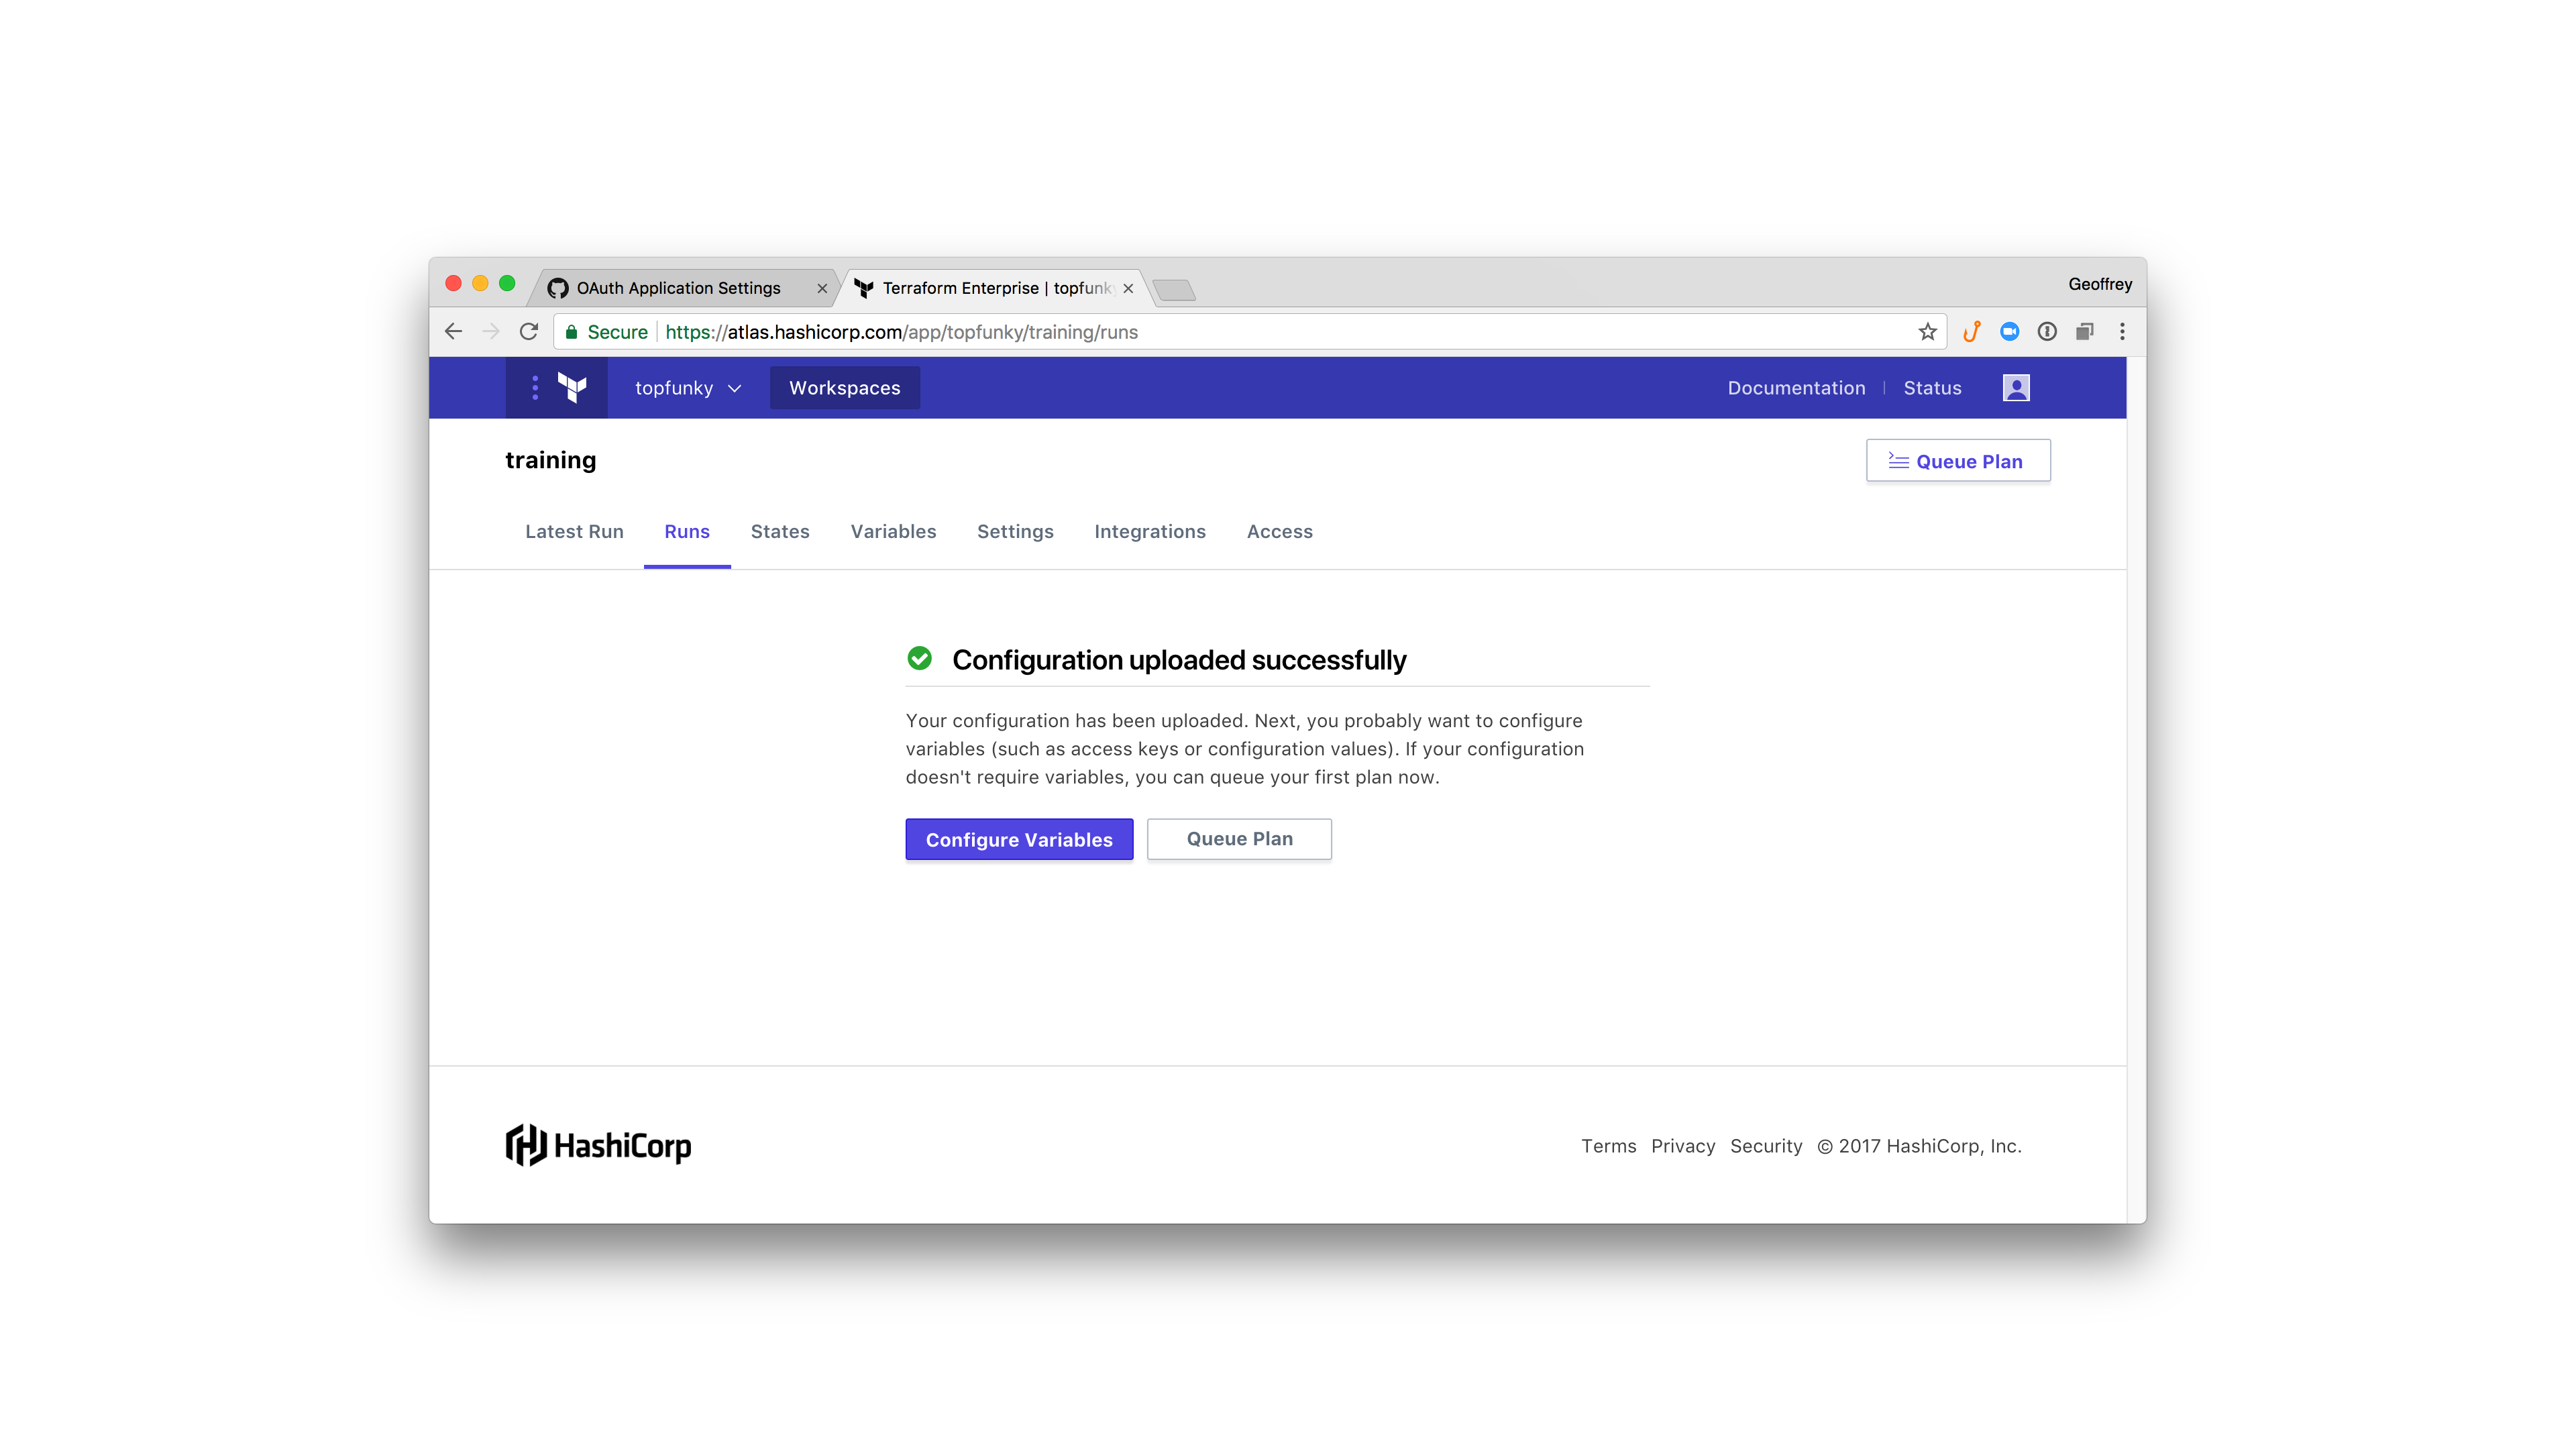 OAuth Application Settings
Terraform Enterprise | topfunk
Geoffrey
Secure
https://atlas.hashicorp.com/app/topfunky/training/runs
topfunky
Workspaces
Documentation
Status
training
Queue Plan
Latest Run
Runs
States
Variables
Settings
Integrations
Access
Configuration uploaded successfully
Your configuration has been uploaded. Next, you probably want to configure
variables (such as access keys or configuration values). If your configuration
doesn't require variables, you can queue your first plan now.
Configure Variables
Queue Plan
HashiCorp
Terms Privacy Security © 2017 HashiCorp, Inc.